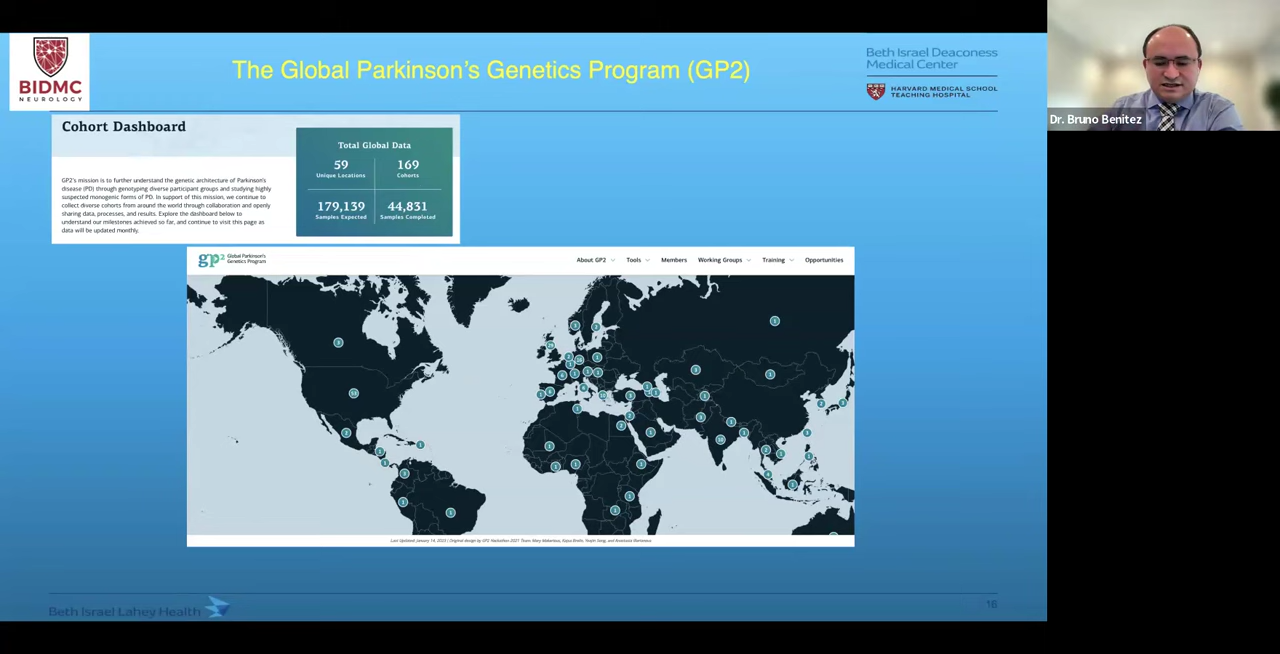 BIDMC
NEUROLOGY
The Global Parkinson's Genetics Program (GP2)
Beth Israel Deaconess
Medical Center
HARVARD MEDICAL SCHOOL
TEACHING HOSPITAL
Dr. Bruno Benitez
Cohort Dashboard
GP2's mission is to further understand the genetic architecture of Parkinson's
disease (PD) through genotyping diverse participant groups and studying highly
suspected monogenic forms of PD. In support of this mission, we continue to
collect diverse cohorts from around the world through collaboration and openly
sharing data, processes, and results. Explore the dashboard below to
understand our milestones achieved so far, and continue to visit this page as
data will be updated monthly.
Total Global Data
59
Unique Locations
169
Cohorts
179,139
Samples Expected
44,831
Samples Completed
gp2 Global Parkinson's
Genetics Program
About GP2 Tools Members Working Groups Training Opportunities
Beth Israel Lahey Health
16